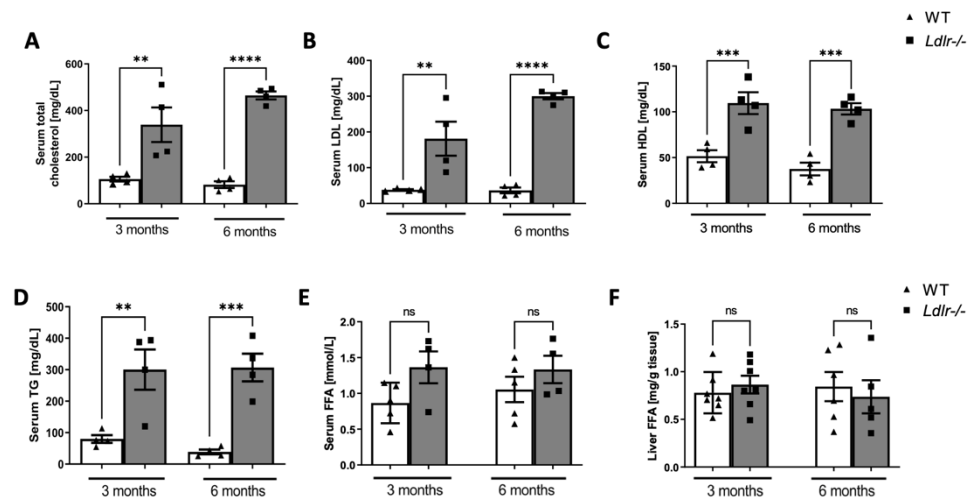 ▲ WT
■ Ldlr-/-
A
Serum total
cholesterol [mg/dL]
600
400
200
0
**
****
3 months
6 months
B
Serum LDL [mg/dL]
400
300
200
100
0
**
****
3 months
6 months
C
Serum HDL [mg/dL]
150
100
50
0
***
***
3 months
6 months
▲ WT
■ Ldlr-/-
D
Serum TG [mg/dL]
500
400
300
200
100
0
**
***
3 months
6 months
E
Serum FFA [mmol/L]
2.0
1.5
1.0
0.5
0.0
ns
ns
3 months
6 months
F
Liver FFA [mg/g tissue]
2.0
1.5
1.0
0.5
0.0
ns
ns
3 months
6 months